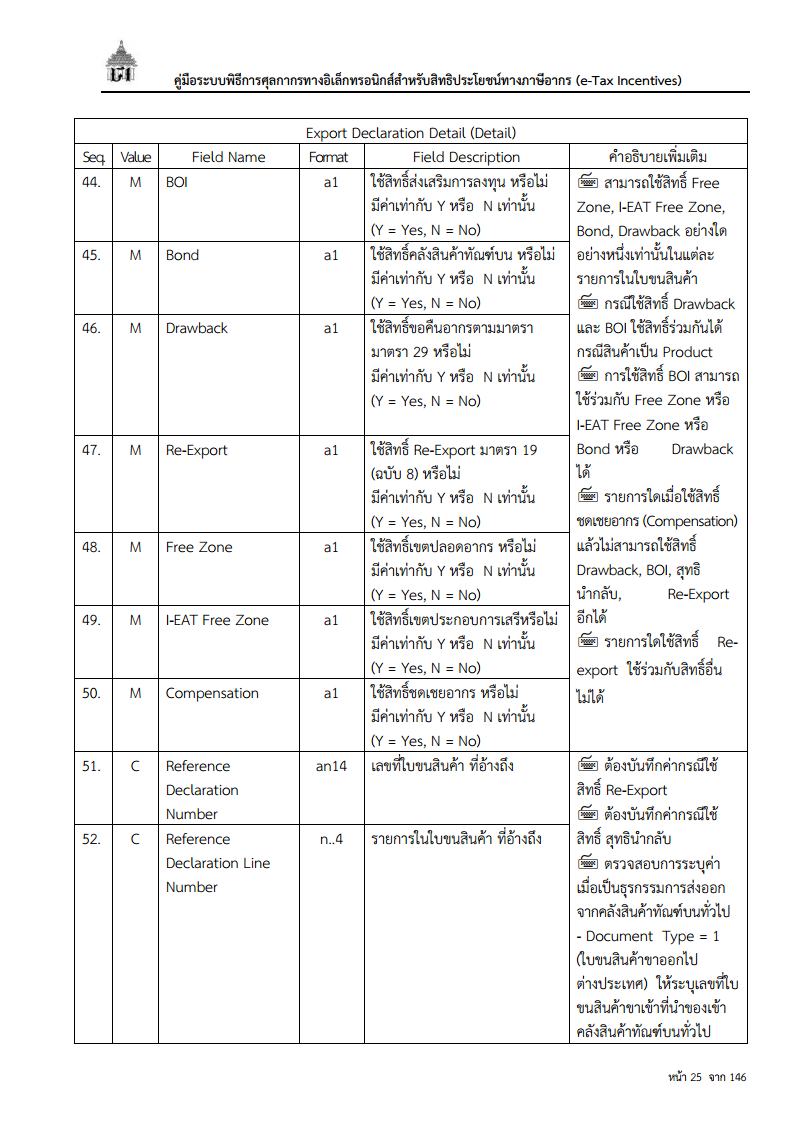 คู่มือระบบพิธีการศุลกากรทางอิเล็กทรอนิกส์สำหรับสิทธิประโยชน์ทางภาษีอากร (e-Tax Incentives)
Export Declaration Detail (Detail)
Seq. Value Field Name Format Field Description คำอธิบายเพิ่มเติม
44. M BOI a1 ใช้สิทธิ์ส่งเสริมการลงทุน หรือไม่
มีค่าเท่ากับ Y หรือ N เท่านั้น
(Y = Yes, N = No)
45. M Bond a1 ใช้สิทธิ์คลังสินค้าทัณฑ์บน หรือไม่
มีค่าเท่ากับ Y หรือ N เท่านั้น
(Y = Yes, N = No)
46. M Drawback a1 ใช้สิทธิ์ขอคืนอากรตามมาตรา
มาตรา 29 หรือไม่
มีค่าเท่ากับ Y หรือ N เท่านั้น
(Y = Yes, N = No)
47. M Re-Export a1 ใช้สิทธิ์ Re-Export มาตรา 19
(ฉบับ 8) หรือไม่
มีค่าเท่ากับ Y หรือ N เท่านั้น
(Y = Yes, N = No)
48. M Free Zone a1 ใช้สิทธิ์เขตปลอดอากร หรือไม่
มีค่าเท่ากับ Y หรือ N เท่านั้น
(Y = Yes, N = No)
49. M I-EAT Free Zone a1 ใช้สิทธิ์เขตประกอบการเสรีหรือไม่
มีค่าเท่ากับ Y หรือ N เท่านั้น
(Y = Yes, N = No)
50. M Compensation a1 ใช้สิทธิ์ชดเชยอากร หรือไม่
มีค่าเท่ากับ Y หรือ N เท่านั้น
(Y = Yes, N = No)
สามารถใช้สิทธิ์ Free
Zone, I-EAT Free Zone,
Bond, Drawback อย่างใด
อย่างหนึ่งเท่านั้นในแต่ละ
รายการในใบขนสินค้า
กรณีใช้สิทธิ์ Drawback
และ BOI ใช้สิทธิ์ร่วมกันได้
กรณีสินค้าเป็น Product
การใช้สิทธิ์ BOI สามารถ
ใช้ร่วมกับ Free Zone หรือ
I-EAT Free Zone หรือ
Bond หรือ Drawback
ได้
รายการใดเมื่อใช้สิทธิ์
ชดเชยอากร (Compensation)
แล้วไม่สามารถใช้สิทธิ์
Drawback, BOI, สุทธิ
นำกลับ, Re-Export
อีกได้
รายการใดใช้สิทธิ์ Re-
export ใช้ร่วมกับสิทธิ์อื่น
ไม่ได้
51. C Reference an14 เลขที่ใบขนสินค้า ที่อ้างถึง
Declaration
Number
52. C Reference n..4 รายการในใบขนสินค้า ที่อ้างถึง
Declaration Line
Number
ต้องบันทึกค่ากรณีใช้
สิทธิ์ Re-Export
ต้องบันทึกค่ากรณีใช้
สิทธิ์ สุทธินำกลับ
ตรวจสอบการระบุค่า
เมื่อเป็นธุรกรรมการส่งออก
จากคลังสินค้าทัณฑ์บนทั่วไป
- Document Type = 1
(ใบขนสินค้าขาออกไป
ต่างประเทศ) ให้ระบุเลขที่ใบ
ขนสินค้าขาเข้าที่นำของเข้า
คลังสินค้าทัณฑ์บนทั่วไป
หน้า 25 จาก 146